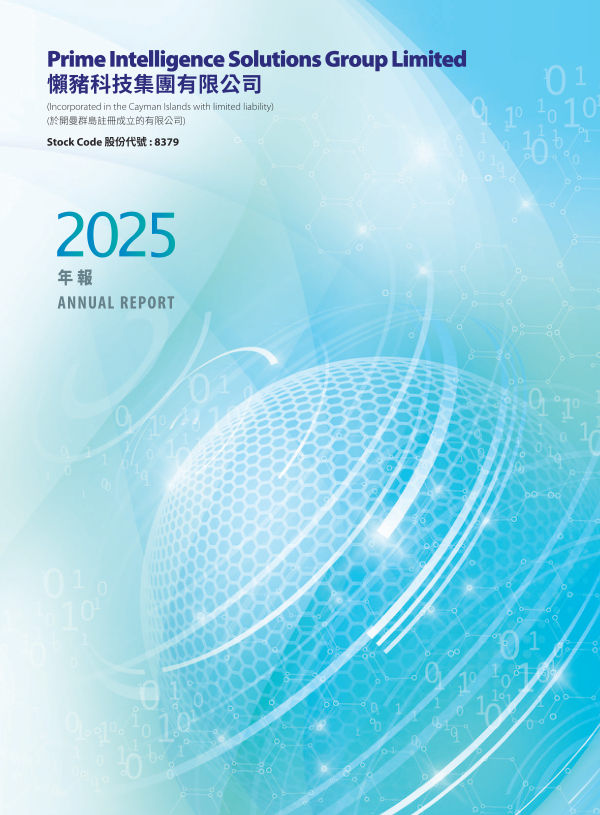 Prime Intelligence Solutions Group Limited
懶豬科技集團有限公司
(Incorporated in the Cayman Islands with limited liability)
(於開曼群島註冊成立的有限公司)
Stock Code 股份代號 : 8379
2025
年報
ANNUAL REPORT